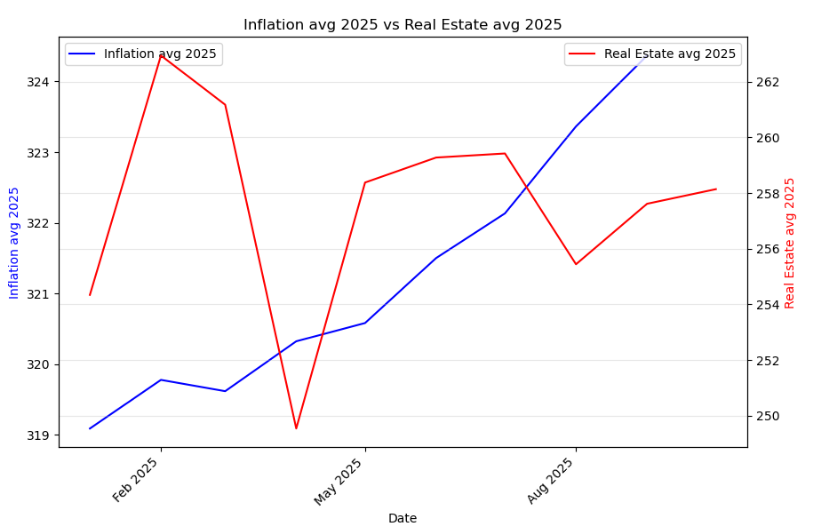 Inflation avg 2025 vs Real Estate avg 2025
Inflation avg 2025
Real Estate avg 2025
324
323
322
321
320
319
Inflation avg 2025
262
260
258
256
254
252
250
Real Estate avg 2025
Feb 2025
May 2025
Aug 2025
Date